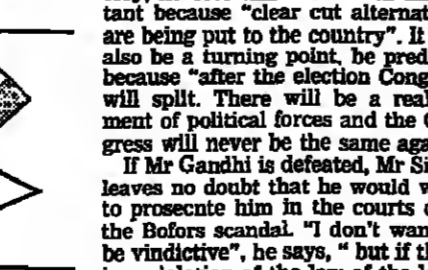 tant because "clear cut alternat
are being put to the country". It
also be a turning point, be pred
because "after the election Cong
will split. There will be a real
ment of political forces and the C
gress will never be the same aga
If Mr Gandhi is defeated, Mr Si
leaves no doubt that he would w
to prosecnte him in the courts
the Bofors scandal. "I don't wan
be vindictive", he says, " but if th